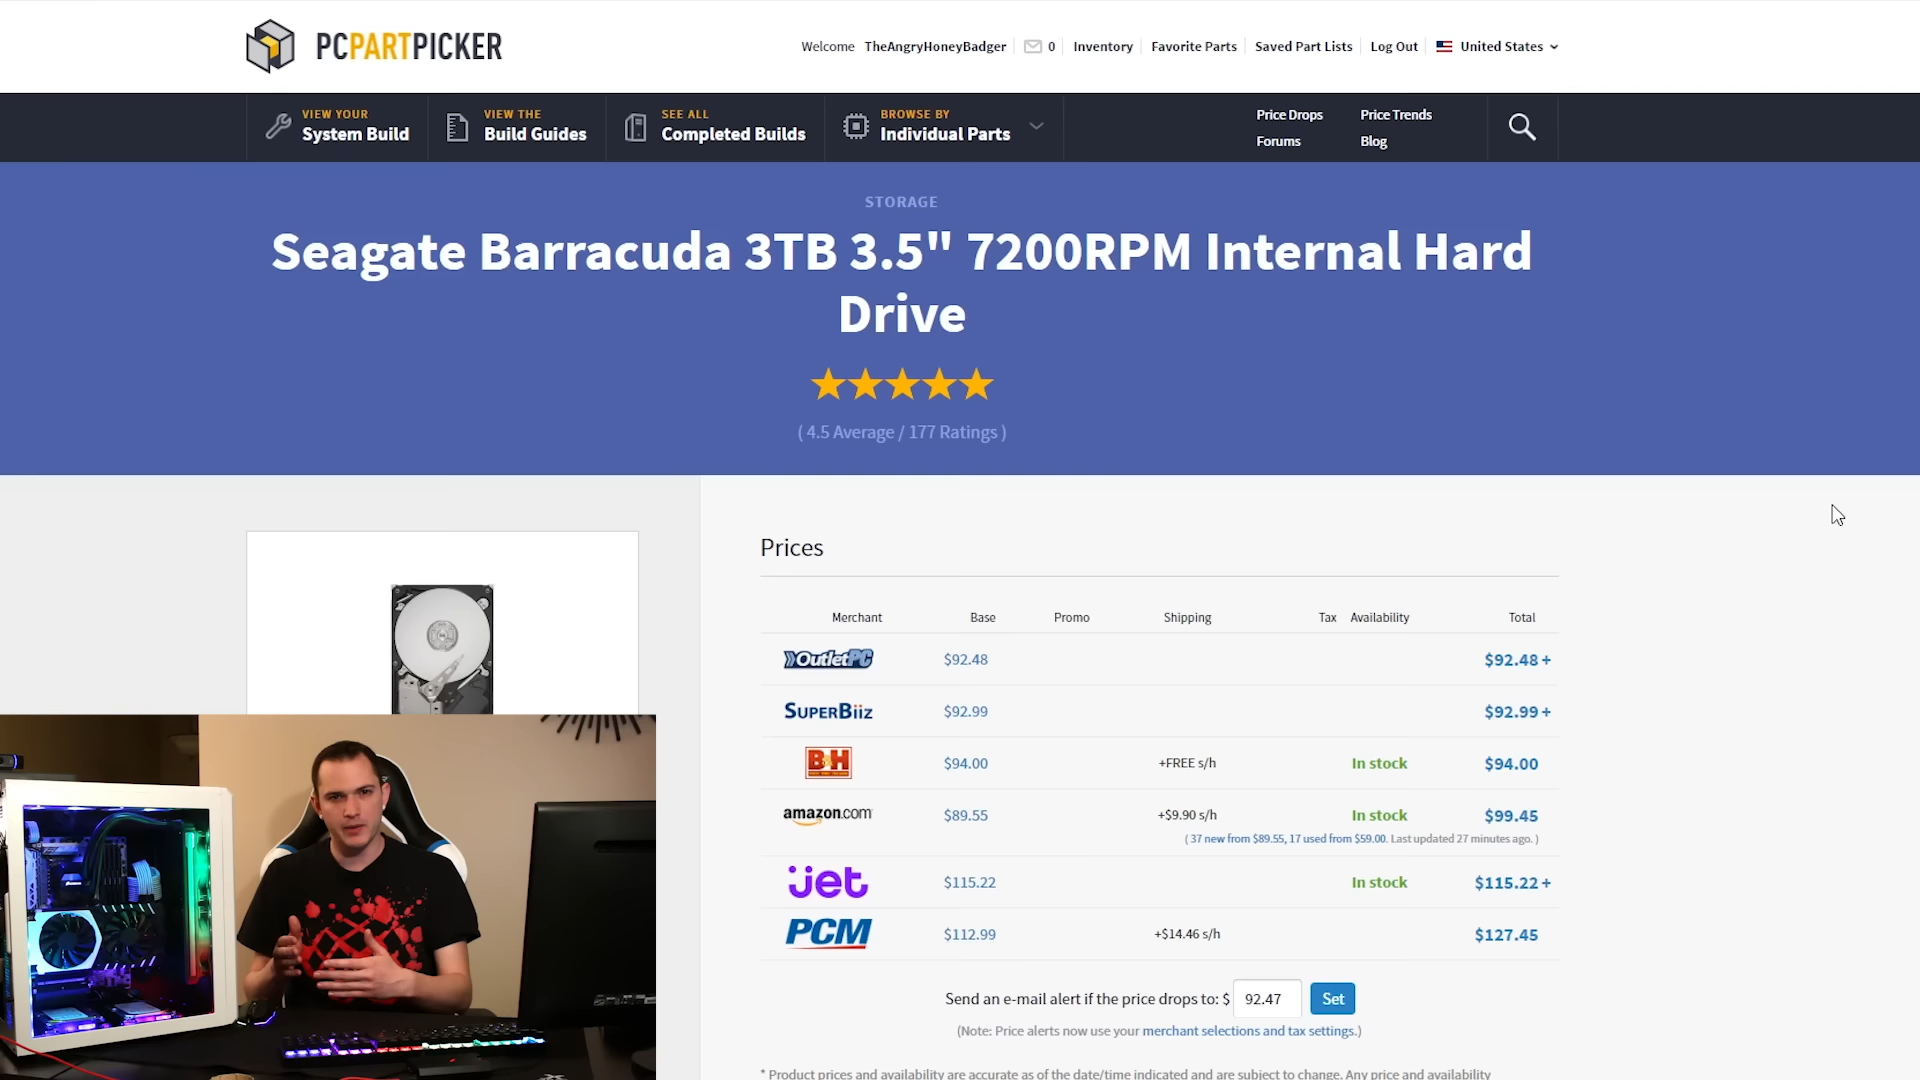 PCPARTPICKER
Welcome TheAngryHoneyBadger 0 Inventory Favorite Parts Saved Part Lists Log Out United States
VIEW YOUR
System Build
VIEW THE
Build Guides
SEE ALL
Completed Builds
BROWSE BY
Individual Parts
Price Drops Price Trends
Forums Blog
STORAGE
Seagate Barracuda 3TB 3.5" 7200RPM Internal Hard
Drive
( 4.5 Average / 177 Ratings )
Prices
Merchant Base Promo Shipping Tax Availability Total
OutletPC $92.48 $92.48 +
SUPERBiiz $92.99 $92.99 +
B&H $94.00 +FREE s/h In stock $94.00
amazon.com $89.55 +$9.90 s/h In stock $99.45
( 37 new from $89.55, 17 used from $59.00. Last updated 27 minutes ago. )
jet $115.22 In stock $115.22 +
PCM $112.99 +$14.46 s/h $127.45
Send an e-mail alert if the price drops to: $ 92.47 Set
(Note: Price alerts now use your merchant selections and tax settings.)
* Product prices and availability are accurate as of the date/time indicated and are subject to change. Any price and availability